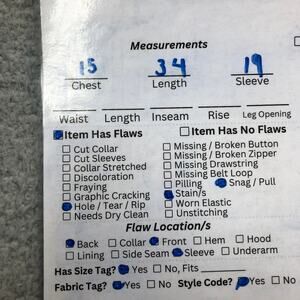 Measurements
15 34 19
Chest Length Sleeve
Waist Length Inseam Rise Leg Opening
Item Has Flaws Item Has No Flaws
Cut Collar Missing / Broken Button
Cut Sleeves Missing / Broken Zipper
Collar Stretched Missing Drawstring
Discoloration Missing Belt Loop
Fraying Pilling Snag / Pull
Graphic Cracking Stain/s
Hole / Tear / Rip Worn Elastic
Needs Dry Clean Unstitching
Flaw Location/s
Back Collar Front Hem Hood
Lining Side Seam Sleeve Underarm
Has Size Tag? Yes No, Fits
Fabric Tag? Yes No Style Code? Yes No